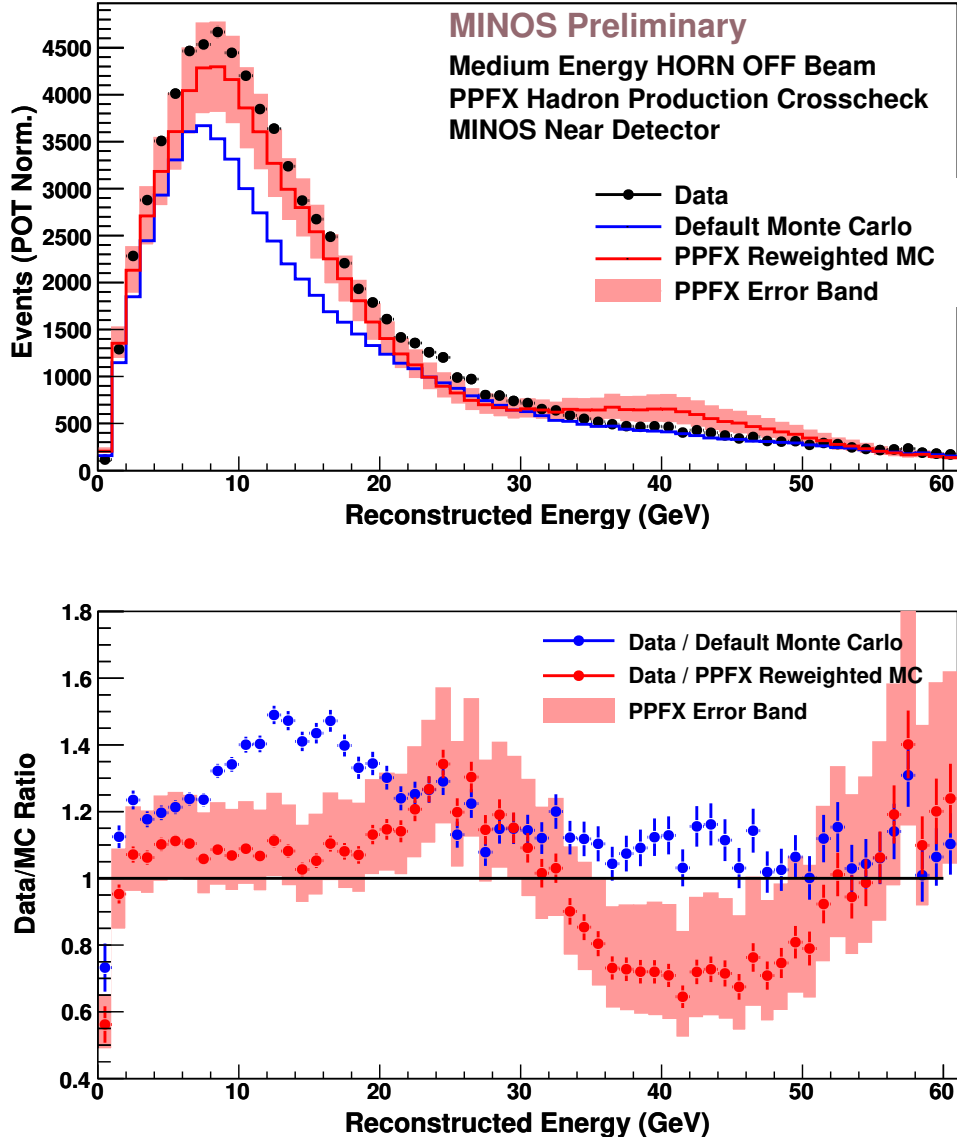 MINOS Preliminary
Medium Energy HORN OFF Beam
PPFX Hadron Production Crosscheck
MINOS Near Detector
Data
Default Monte Carlo
PPFX Reweighted MC
PPFX Error Band
Events (POT Norm.)
4500
4000
3500
3000
2500
2000
1500
1000
500
0
0 10 20 30 40 50 60
Reconstructed Energy (GeV)
Data / Default Monte Carlo
Data / PPFX Reweighted MC
PPFX Error Band
Data/MC Ratio
1.8
1.6
1.4
1.2
1
0.8
0.6
0.4
0 10 20 30 40 50 60
Reconstructed Energy (GeV)